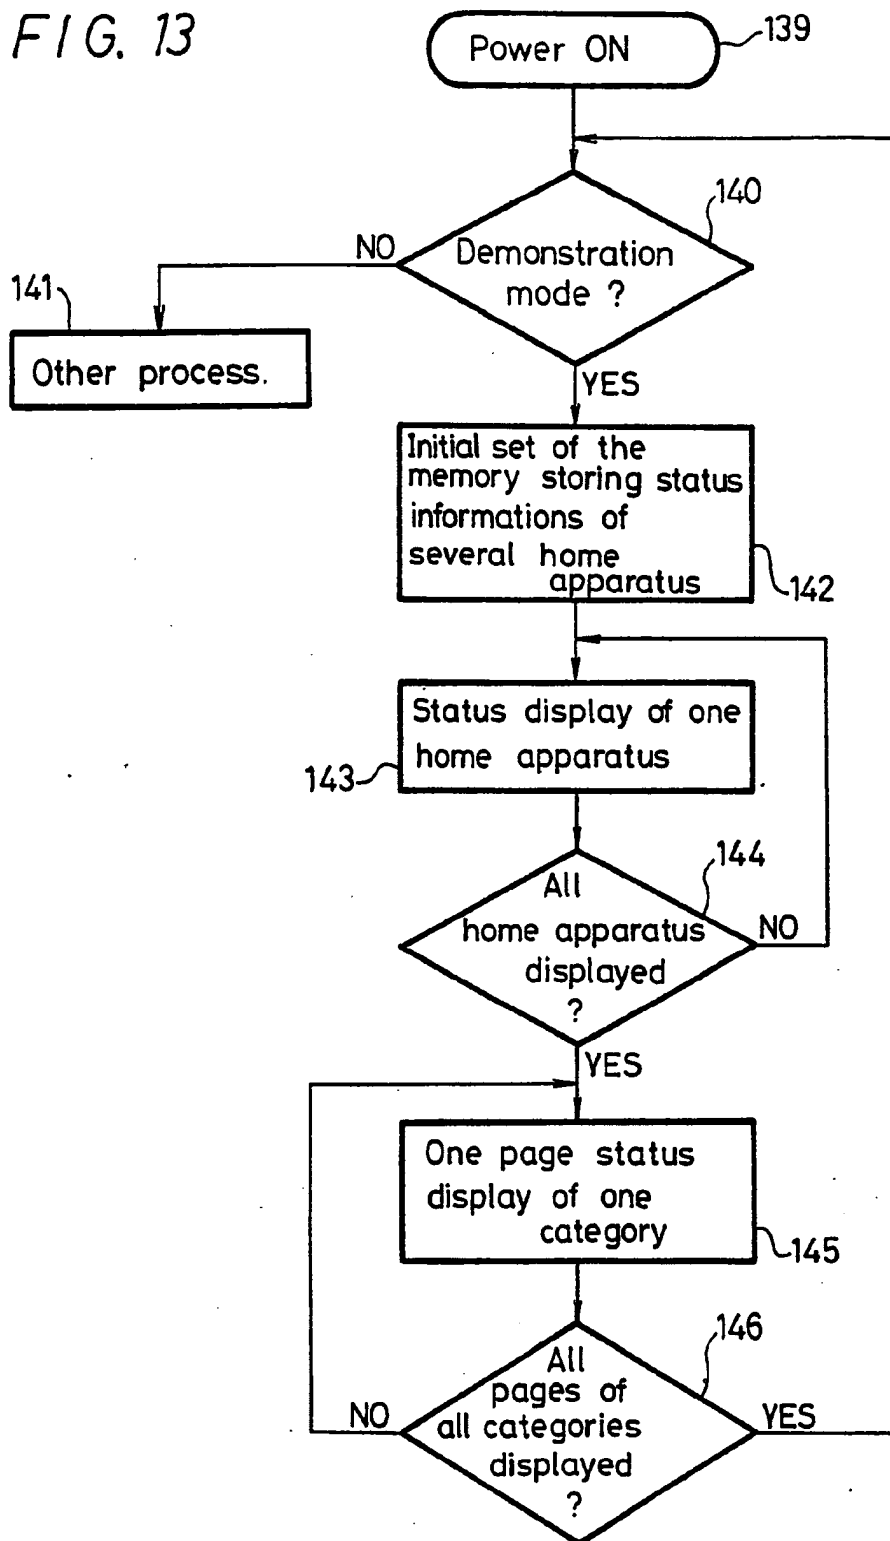 FIG. 13
Power ON
139
140
Demonstration
mode ?
NO
141
Other process.
YES
Initial set of the
memory storing status
informations of
several home
apparatus
142
Status display of one
home apparatus
143
144
All
home apparatus
displayed
?
NO
YES
One page status
display of one
category
145
146
All
pages of
all categories
displayed
?
NO
YES